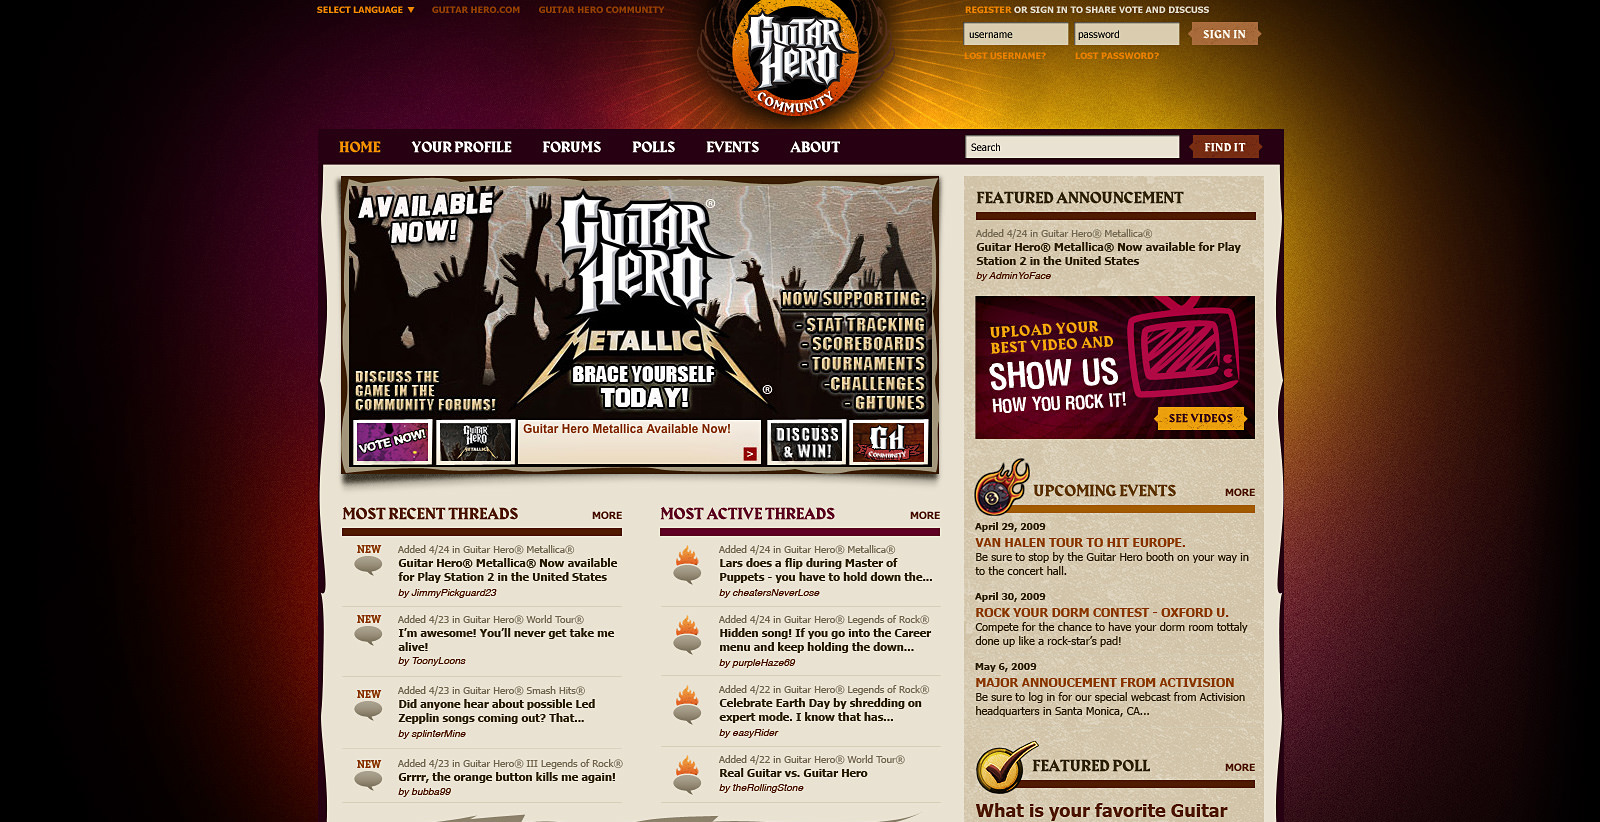 SELECT LANGUAGE ▼ GUITAR HERO.COM GUITAR HERO COMMUNITY
GUITAR HERO
COMMUNITY
REGISTER OR SIGN IN TO SHARE VOTE AND DISCUSS
username password SIGN IN
LOST USERNAME? LOST PASSWORD?
HOME YOUR PROFILE FORUMS POLLS EVENTS ABOUT
Search FIND IT
AVAILABLE
NOW!
GUITAR®
HERO
METALLICA
BRACE YOURSELF
TODAY! ®
DISCUSS THE
GAME IN THE
COMMUNITY FORUMS!
NOW SUPPORTING:
- STAT TRACKING
- SCOREBOARDS
- TOURNAMENTS
-CHALLENGES
- GHTUNES
VOTE NOW!
GUITAR
HERO
METALLICA
Guitar Hero Metallica Available Now!
>
DISCUSS
& WIN!
GH
COMMUNITY
MOST RECENT THREADS MORE
NEW
Added 4/24 in Guitar Hero® Metallica®
Guitar Hero® Metallica® Now available
for Play Station 2 in the United States
by JimmyPickguard23
NEW
Added 4/23 in Guitar Hero® World Tour®
I'm awesome! You'll never get take me
alive!
by ToonyLoons
NEW
Added 4/23 in Guitar Hero® Smash Hits®
Did anyone hear about possible Led
Zepplin songs coming out? That...
by splinterMine
NEW
Added 4/23 in Guitar Hero® III Legends of Rock®
Grrrr, the orange button kills me again!
by bubba99
MOST ACTIVE THREADS MORE
Added 4/24 in Guitar Hero® Metallica®
Lars does a flip during Master of
Puppets - you have to hold down the...
by cheatersNeverLose
Added 4/24 in Guitar Hero® Legends of Rock®
Hidden song! If you go into the Career
menu and keep holding the down...
by purpleHaze69
Added 4/22 in Guitar Hero® Legends of Rock®
Celebrate Earth Day by shredding on
expert mode. I know that has...
by easyRider
Added 4/22 in Guitar Hero® World Tour®
Real Guitar vs. Guitar Hero
by theRollingStone
FEATURED ANNOUNCEMENT
Added 4/24 in Guitar Hero® Metallica®
Guitar Hero® Metallica® Now available for Play
Station 2 in the United States
by AdminYoFace
UPLOAD YOUR
BEST VIDEO AND
SHOW US
HOW YOU ROCK IT!
SEE VIDEOS
UPCOMING EVENTS MORE
April 29, 2009
VAN HALEN TOUR TO HIT EUROPE.
Be sure to stop by the Guitar Hero booth on your way in
to the concert hall.
April 30, 2009
ROCK YOUR DORM CONTEST - OXFORD U.
Compete for the chance to have your dorm room tottaly
done up like a rock-star's pad!
May 6, 2009
MAJOR ANNOUCEMENT FROM ACTIVISION
Be sure to log in for our special webcast from Activision
headquarters in Santa Monica, CA...
FEATURED POLL MORE
What is your favorite Guitar